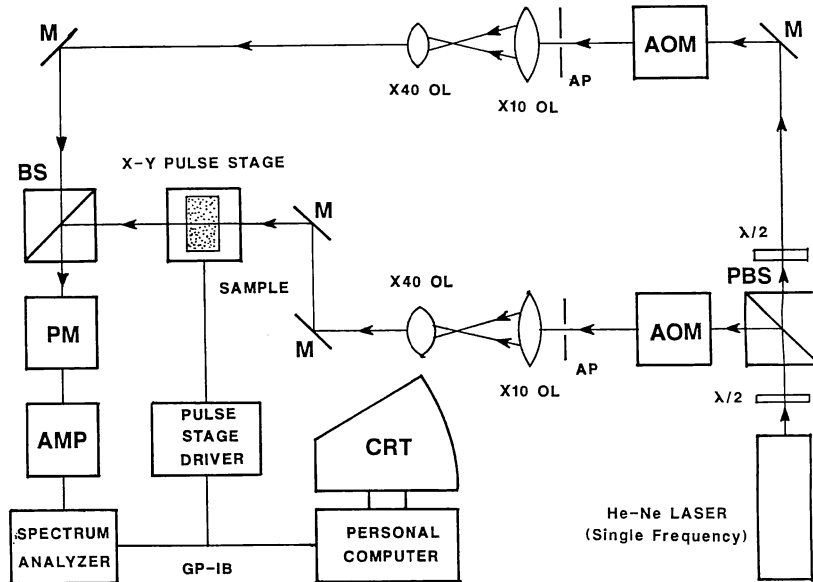 M
AOM
M
X40 OL
X10 OL
AP
BS
X-Y PULSE STAGE
M
λ/2
SAMPLE
X40 OL
PBS
PM
M
AOM
AP
X10 OL
λ/2
AMP
PULSE
STAGE
DRIVER
CRT
He-Ne LASER
(Single Frequency)
SPECTRUM
ANALYZER
GP-IB
PERSONAL
COMPUTER